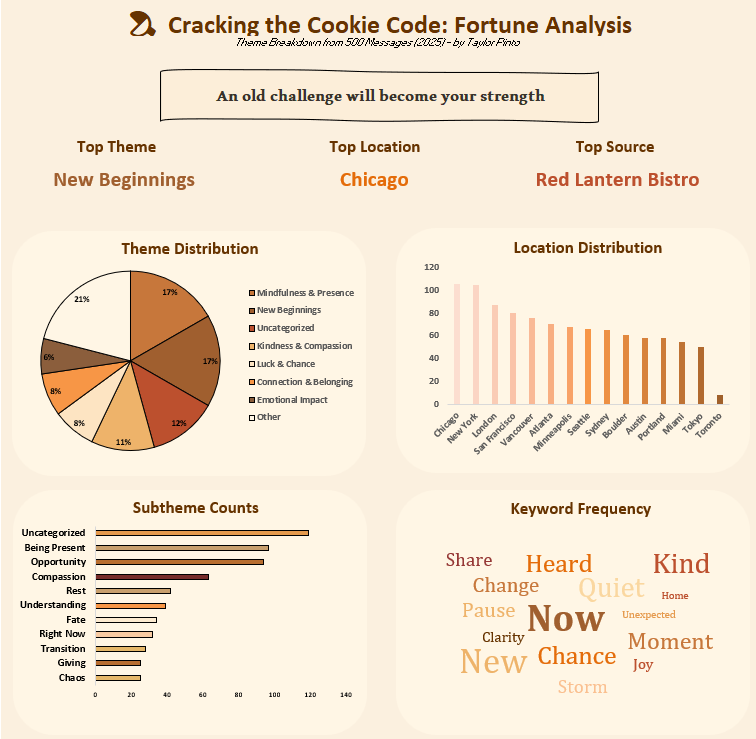 Cracking the Cookie Code: Fortune Analysis
Theme Breakdown from 500 Messages (2025) - by Taylor Pinto
An old challenge will become your strength
Top Theme
New Beginnings
Top Location
Chicago
Top Source
Red Lantern Bistro
Theme Distribution
17%
17%
12%
11%
8%
8%
6%
21%
Mindfulness & Presence
New Beginnings
Uncategorized
Kindness & Compassion
Luck & Chance
Connection & Belonging
Emotional Impact
Other
Location Distribution
120
100
80
60
40
20
0
Chicago
New York
London
San Francisco
Vancouver
Atlanta
Minneapolis
Seattle
Sydney
Boulder
Austin
Portland
Miami
Tokyo
Toronto
Subtheme Counts
Uncategorized
Being Present
Opportunity
Compassion
Rest
Understanding
Fate
Right Now
Transition
Giving
Chaos
0 20 40 60 80 100 120 140
Keyword Frequency
Share
Heard
Kind
Change
Quiet
Home
Pause
Now
Unexpected
Clarity
Moment
New
Chance
Joy
Storm